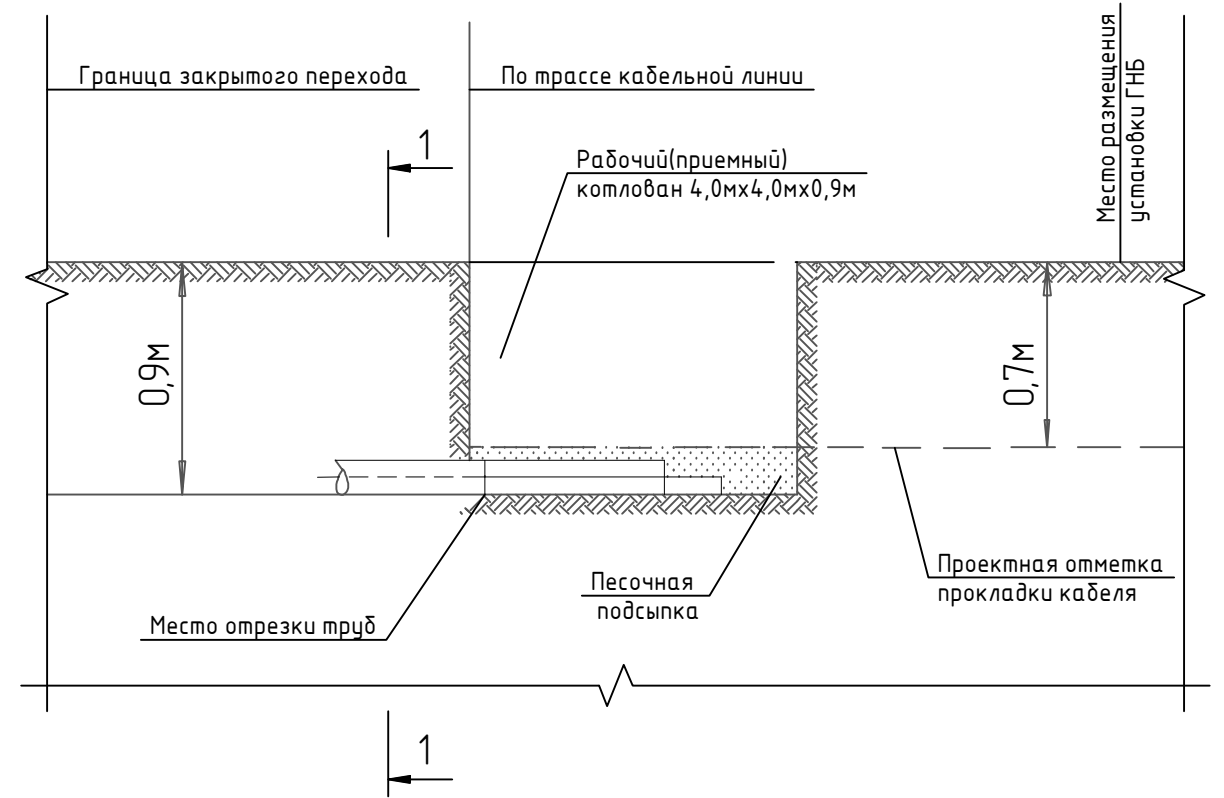 Граница закрытого перехода
По трассе кабельной линии
Место размещения
установки ГНБ
1
Рабочий(приемный)
котлован 4,0мх4,0мх0,9м
0,9м
0,7м
Проектная отметка
прокладки кабеля
Песочная
подсыпка
Место отрезки труб
1